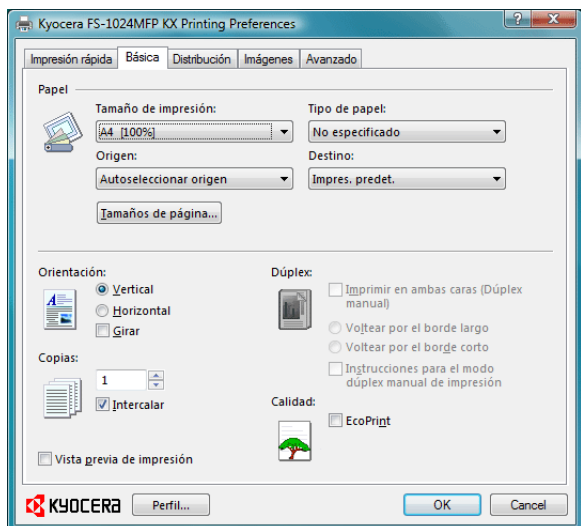 Kyocera FS-1024MFP KX Printing Preferences
Impresión rápida
Básica
Distribución
Imágenes
Avanzado
Papel
Tamaño de impresión:
A4 [100%]
Tipo de papel:
No especificado
Origen:
Autoseleccionar origen
Destino:
Impres. predet.
Tamaños de página...
Orientación:
Vertical
Horizontal
Girar
Copias:
1
Intercalar
Vista previa de impresión
Dúplex:
Imprimir en ambas caras (Dúplex
manual)
Voltear por el borde largo
Voltear por el borde corto
Instrucciones para el modo
dúplex manual de impresión
Calidad:
EcoPrint
KYOCERA
Perfil...
OK
Cancel